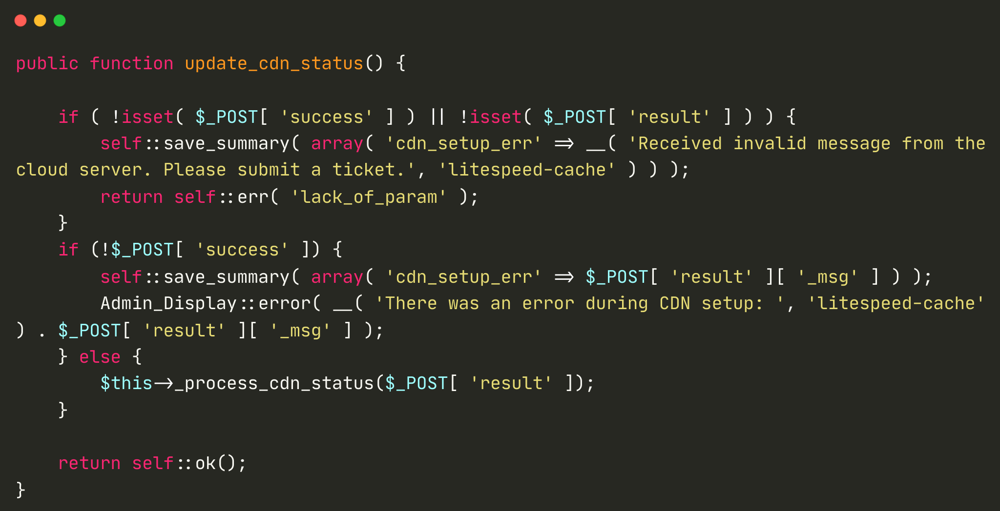 public function update_cdn_status() {
if ( !isset( $_POST[ 'success' ] ) || !isset( $_POST[ 'result' ] ) ) {
self::save_summary( array( 'cdn_setup_err' => __( 'Received invalid message from the
cloud server. Please submit a ticket.', 'litespeed-cache' ) ) );
return self::err( 'lack_of_param' );
}
if (!$_POST[ 'success' ]) {
self::save_summary( array( 'cdn_setup_err' => $_POST[ 'result' ][ '_msg' ] ) );
Admin_Display::error( __( 'There was an error during CDN setup: ', 'litespeed-cache'
) . $_POST[ 'result' ][ '_msg' ] );
} else {
$this->_process_cdn_status($_POST[ 'result' ]);
}
return self::ok();
}